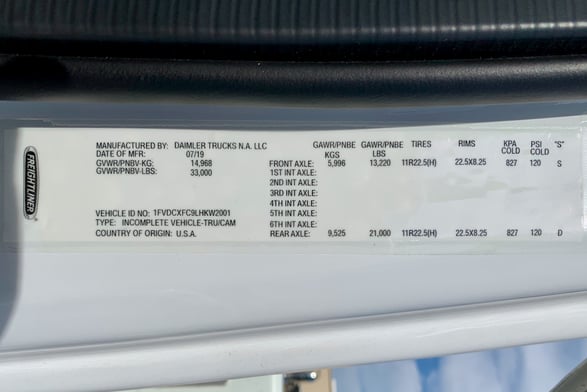 FREIGHTLINER
MANUFACTURED BY: DAIMLER TRUCKS N.A. LLC
DATE OF MFR: 07/19
GVWR/PNBV-KG: 14,968
GVWR/PNBV-LBS: 33,000
VEHICLE ID NO: 1FVDCXFC9LHKW2001
TYPE: INCOMPLETE VEHICLE-TRU/CAM
COUNTRY OF ORIGIN: U.S.A.
GAWR/PNBE GAWR/PNBE TIRES RIMS KPA PSI "S"
KGS LBS COLD COLD
FRONT AXLE: 5,996 13,220 11R22.5(H) 22.5X8.25 827 120 S
1ST INT AXLE:
2ND INT AXLE:
3RD INT AXLE:
4TH INT AXLE:
5TH INT AXLE:
6TH INT AXLE:
REAR AXLE: 9,525 21,000 11R22.5(H) 22.5X8.25 827 120 D